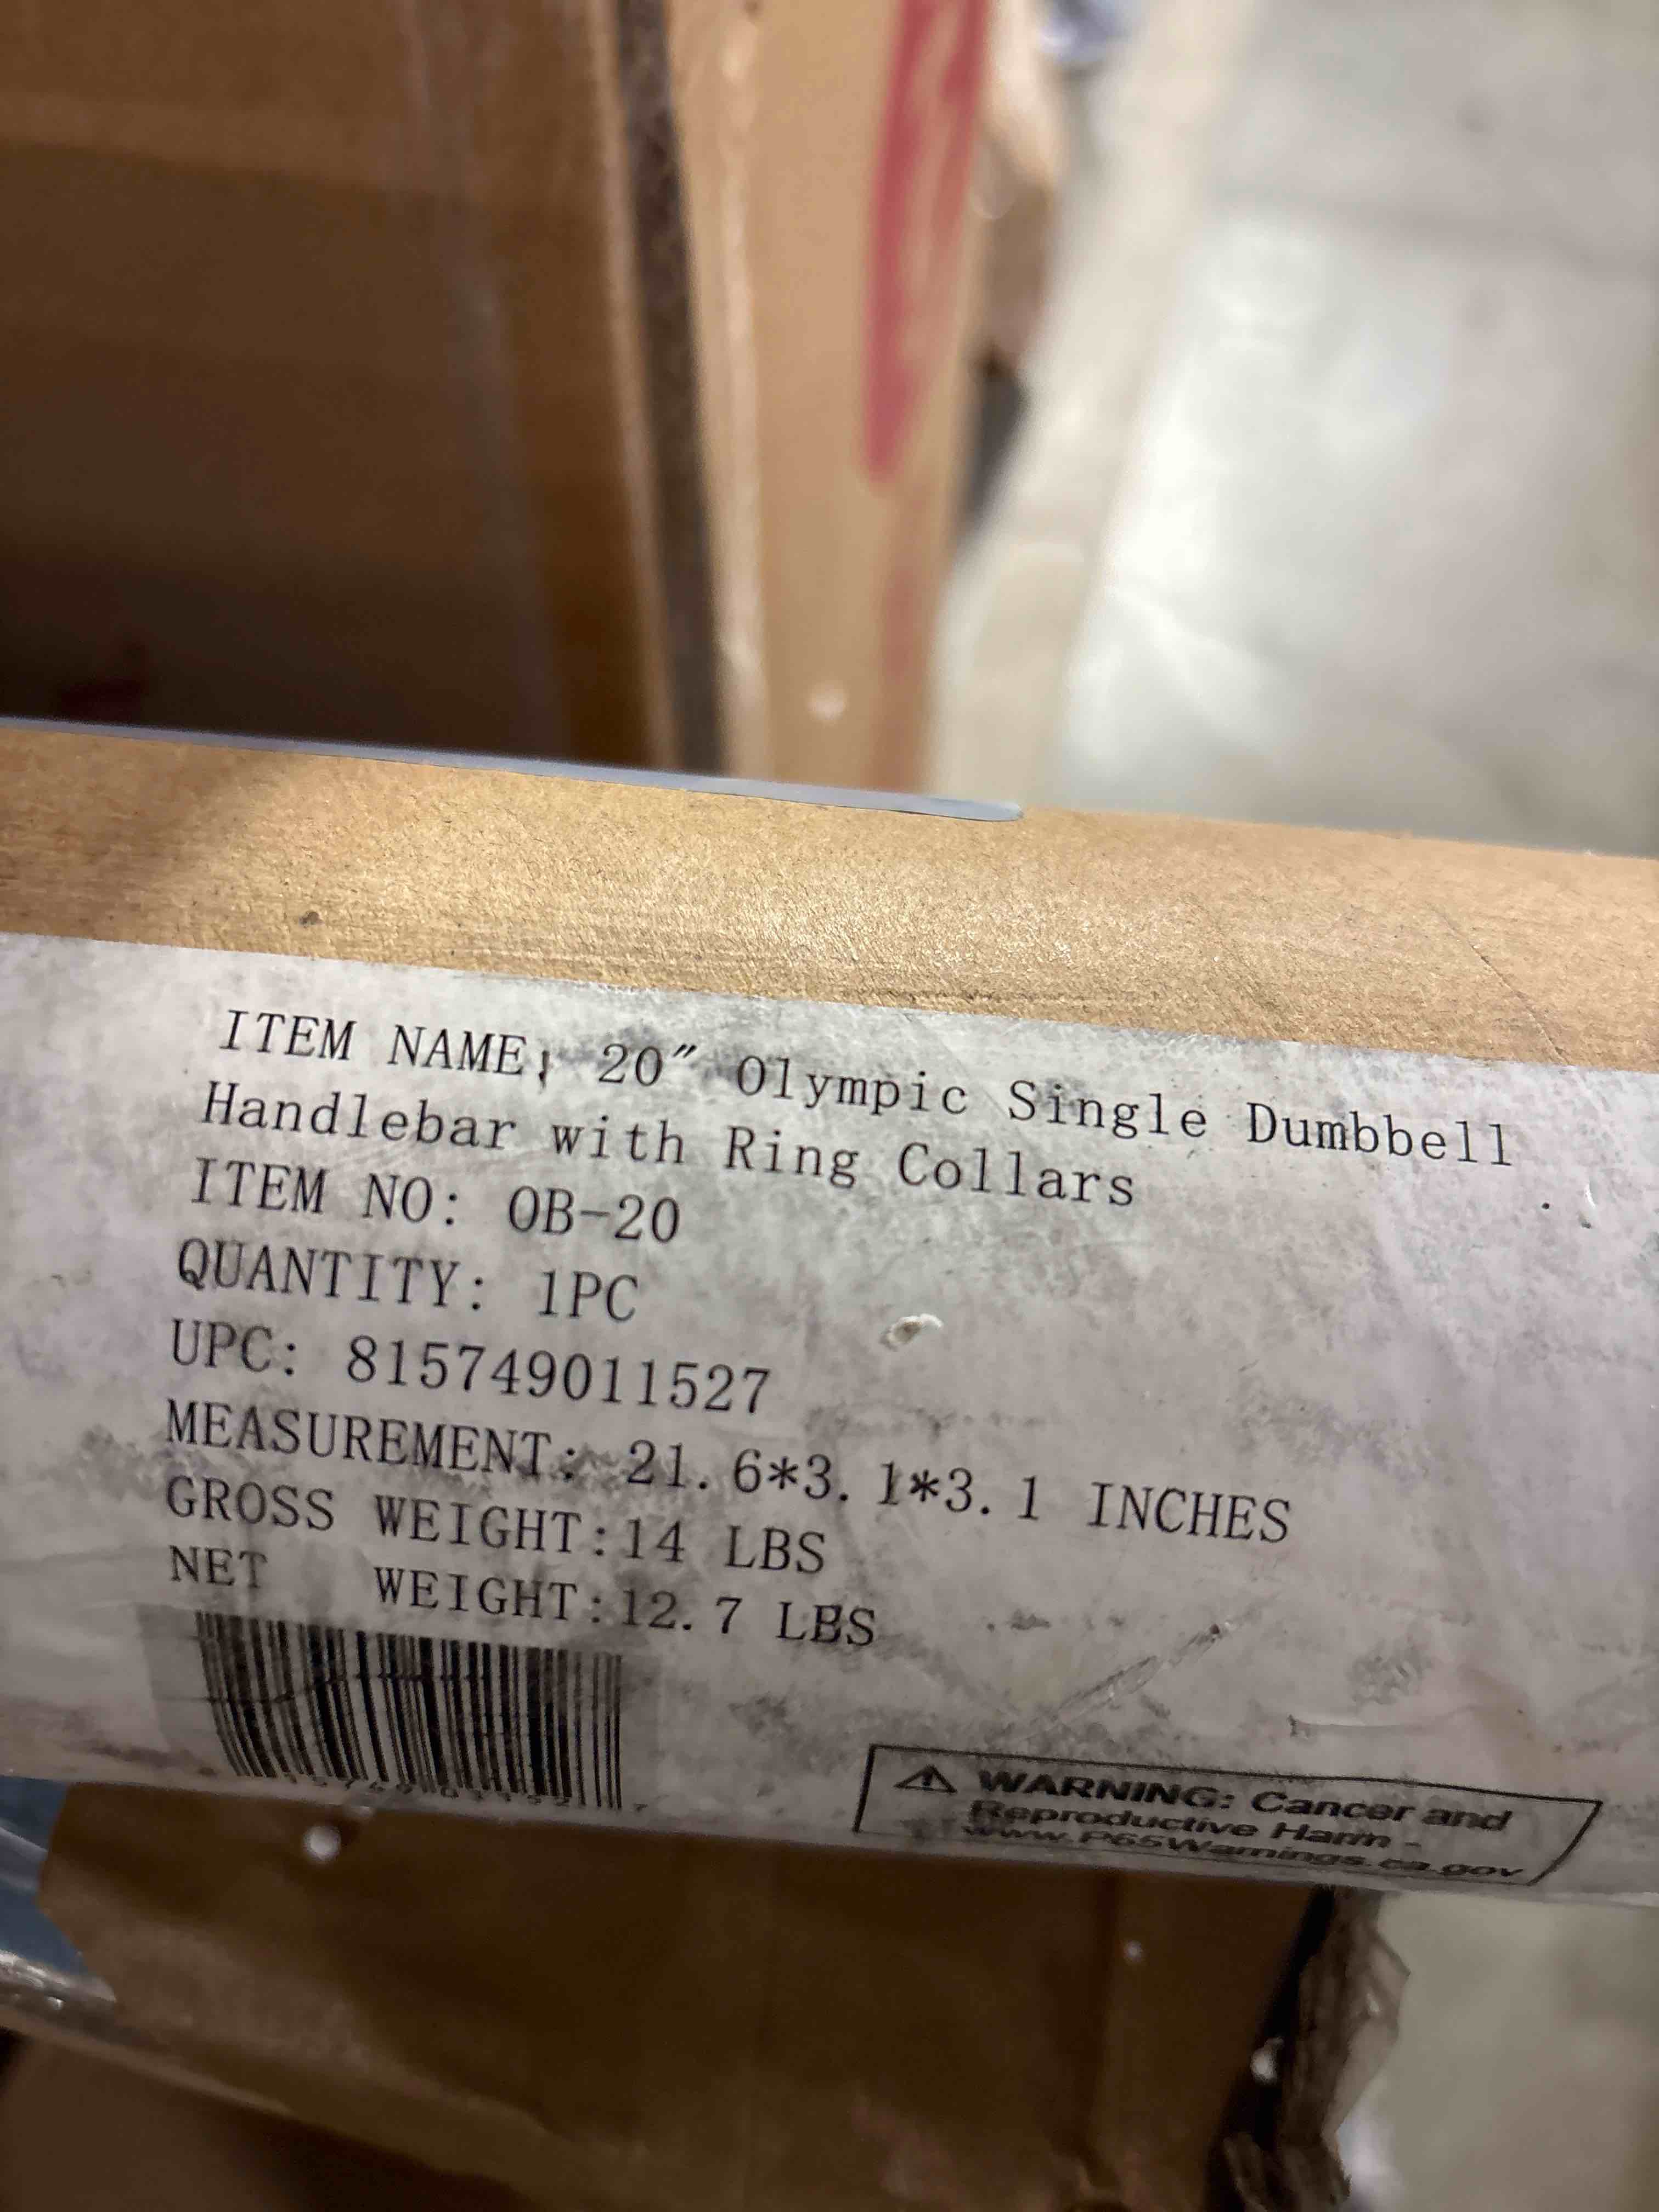 ITEM NAME: 20" Olympic Single Dumbbell
Handlebar with Ring Collars
ITEM NO: OB-20
QUANTITY: 1PC
UPC: 815749011527
MEASUREMENT: 21.6*3.1*3.1 INCHES
GROSS WEIGHT:14 LBS
NET WEIGHT:12.7 LBS
⚠ WARNING: Cancer and
Reproductive Harm -
www.P65Warnings.ca.gov